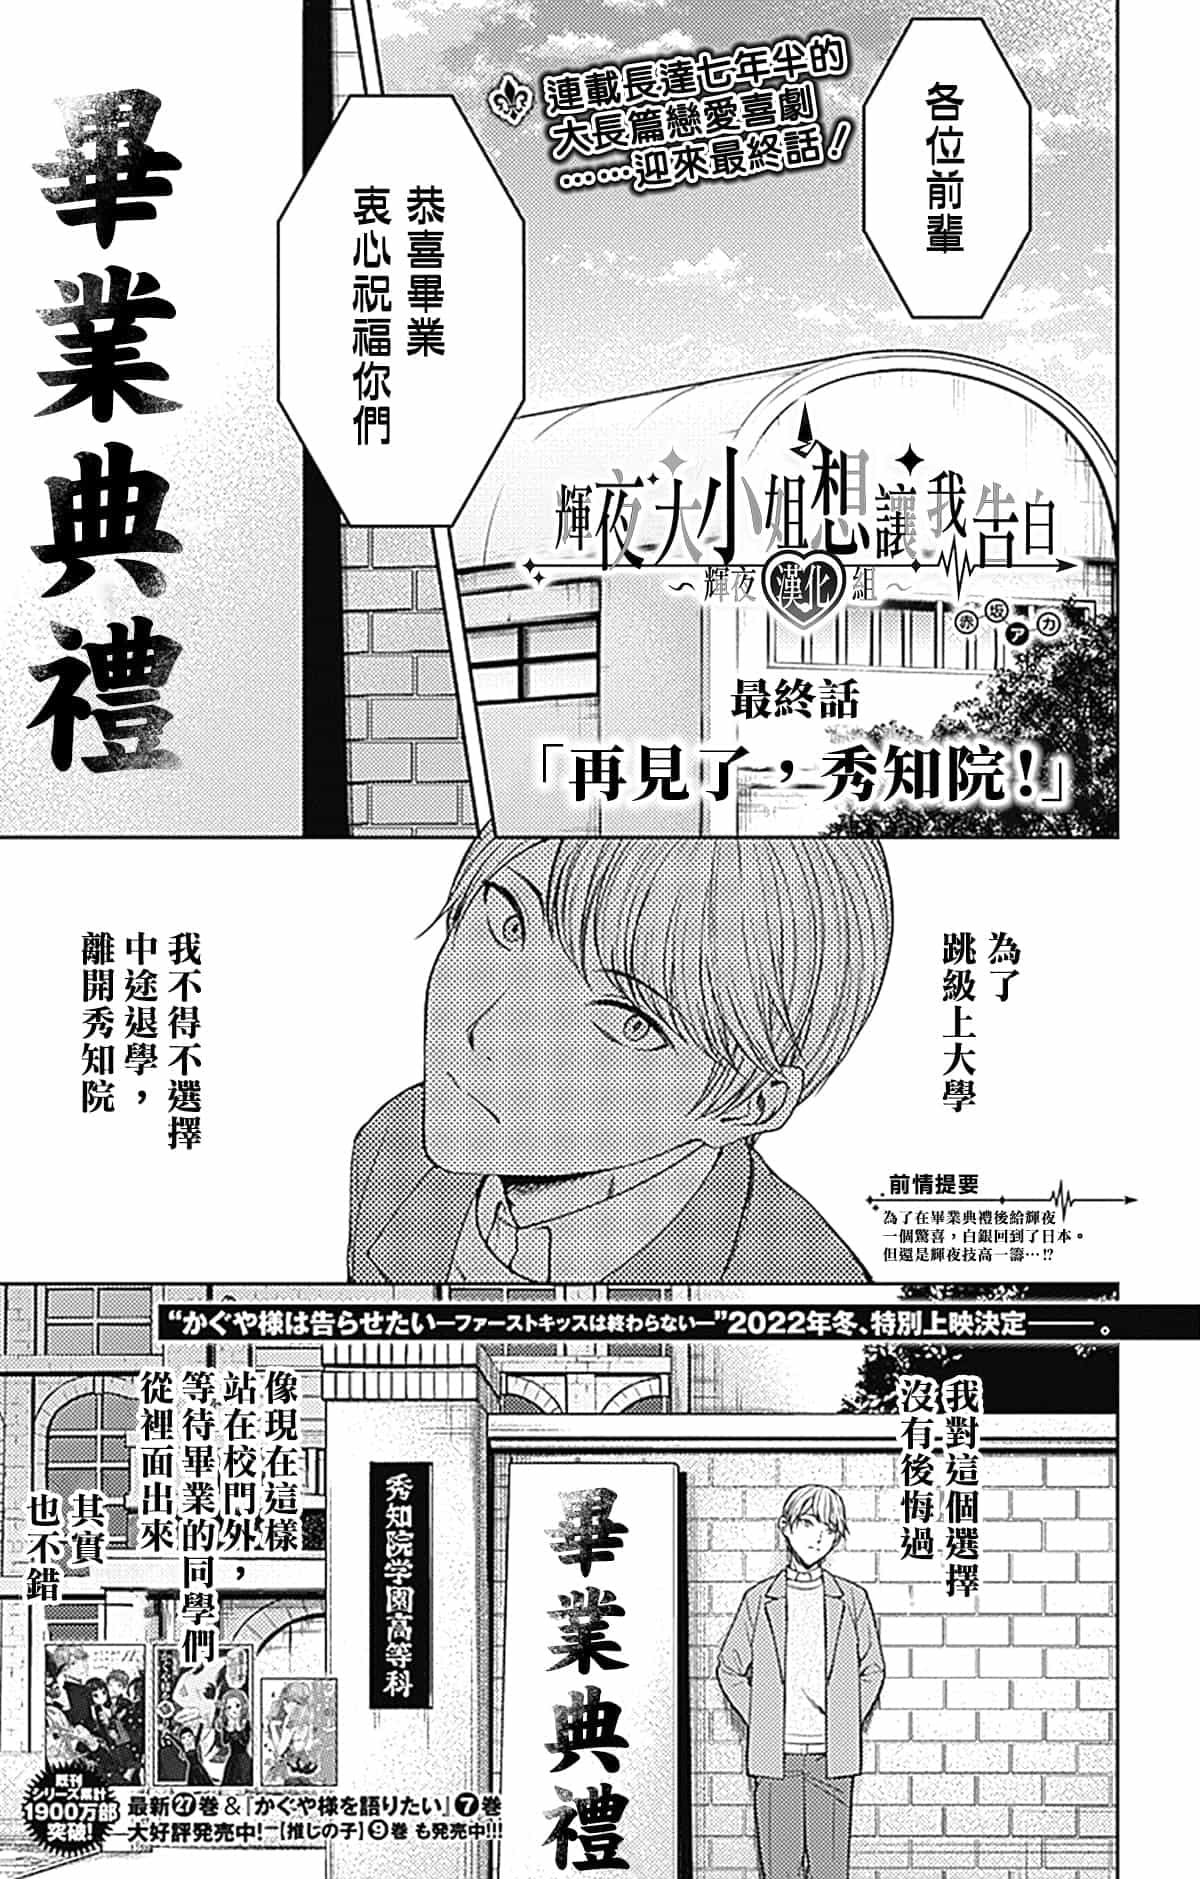 各位前輩
連載長達七年半的
大長篇戀愛喜劇
……迎來最終話！
恭喜畢業
衷心祝福你們
畢業典禮
輝夜大小姐想讓我告白
～輝夜漢化組～
赤坂アカ
最終話
「再見了，秀知院！」
為了
跳級上大學
我不得不選擇
中途退學，
離開秀知院
前情提要
為了在畢業典禮後給輝夜
一個驚喜，白銀回到了日本。
但還是輝夜技高一籌…!?
“かぐや様は告らせたい―ファーストキッスは終わらない―”2022年冬、特別上映決定――。
我對這個選擇
沒有後悔過
畢業典禮
秀知院学園高等科
像現在這樣
站在校門外，
等待畢業的同學們
從裡面出來
其實
也不錯
既刊
シリーズ累計
1900万部
突破!
最新㉗巻＆『かぐや様を語りたい』❼巻
大好評発売中!―【推しの子】❾巻 も発売中!!!